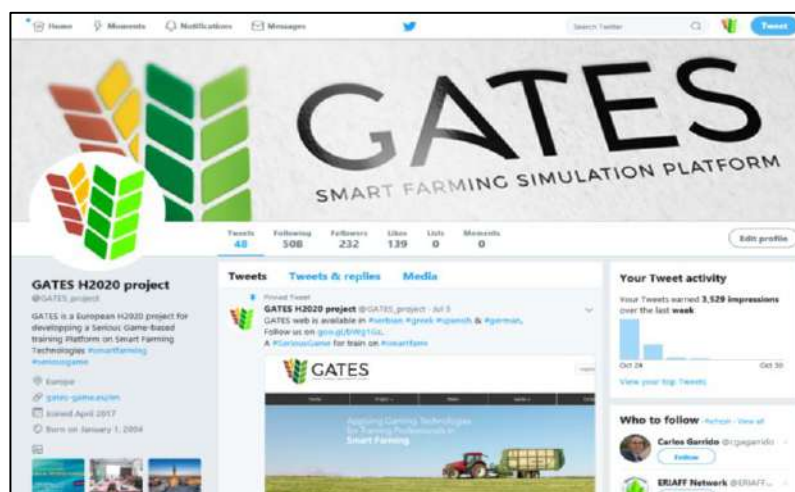 Home Moments Notifications Messages Search Twitter Tweet
GATES
SMART FARMING SIMULATION PLATFORM
Tweets Following Followers Likes Lists Moments
48 508 232 139 0 0
Edit profile
GATES H2020 project
@GATES_project
GATES is a European H2020 project for
developping a Serious Game-based
training Platform on Smart Farming
Technologies #smartfarming
#seriousgame
Europe
gates-game.eu/en
Joined April 2017
Born on January 1, 2004
Tweets Tweets & replies Media
Pinned Tweet
GATES H2020 project @GATES_project · Jul 5
GATES web is available in #serbian #greek #spanish & #german.
Follow us on
A #SeriousGame for train on #smartfarm
GATES
Home Project News
Applying Gaming Technologies
for Training Professionals in
Smart Farming
Your Tweet activity
Your Tweets earned 3,529 impressions
over the last week
Oct 24 Oct 30
View your top Tweets
Who to follow · Refresh · View all
Carlos Garrido @cgagarrido
Follow
ERIAFF Network @ERIAFF...